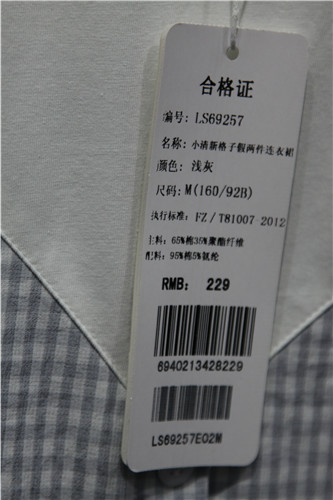 合格证
编号: LS69257
名称: 小清新格子假两件连衣裙
颜色: 浅灰
尺码: M(160/92B)
执行标准: FZ/T81007-2012
主料: 65%棉35%聚酯纤维
配料: 95%棉5%氨纶
RMB: 229
6940213428229
LS69257E02M